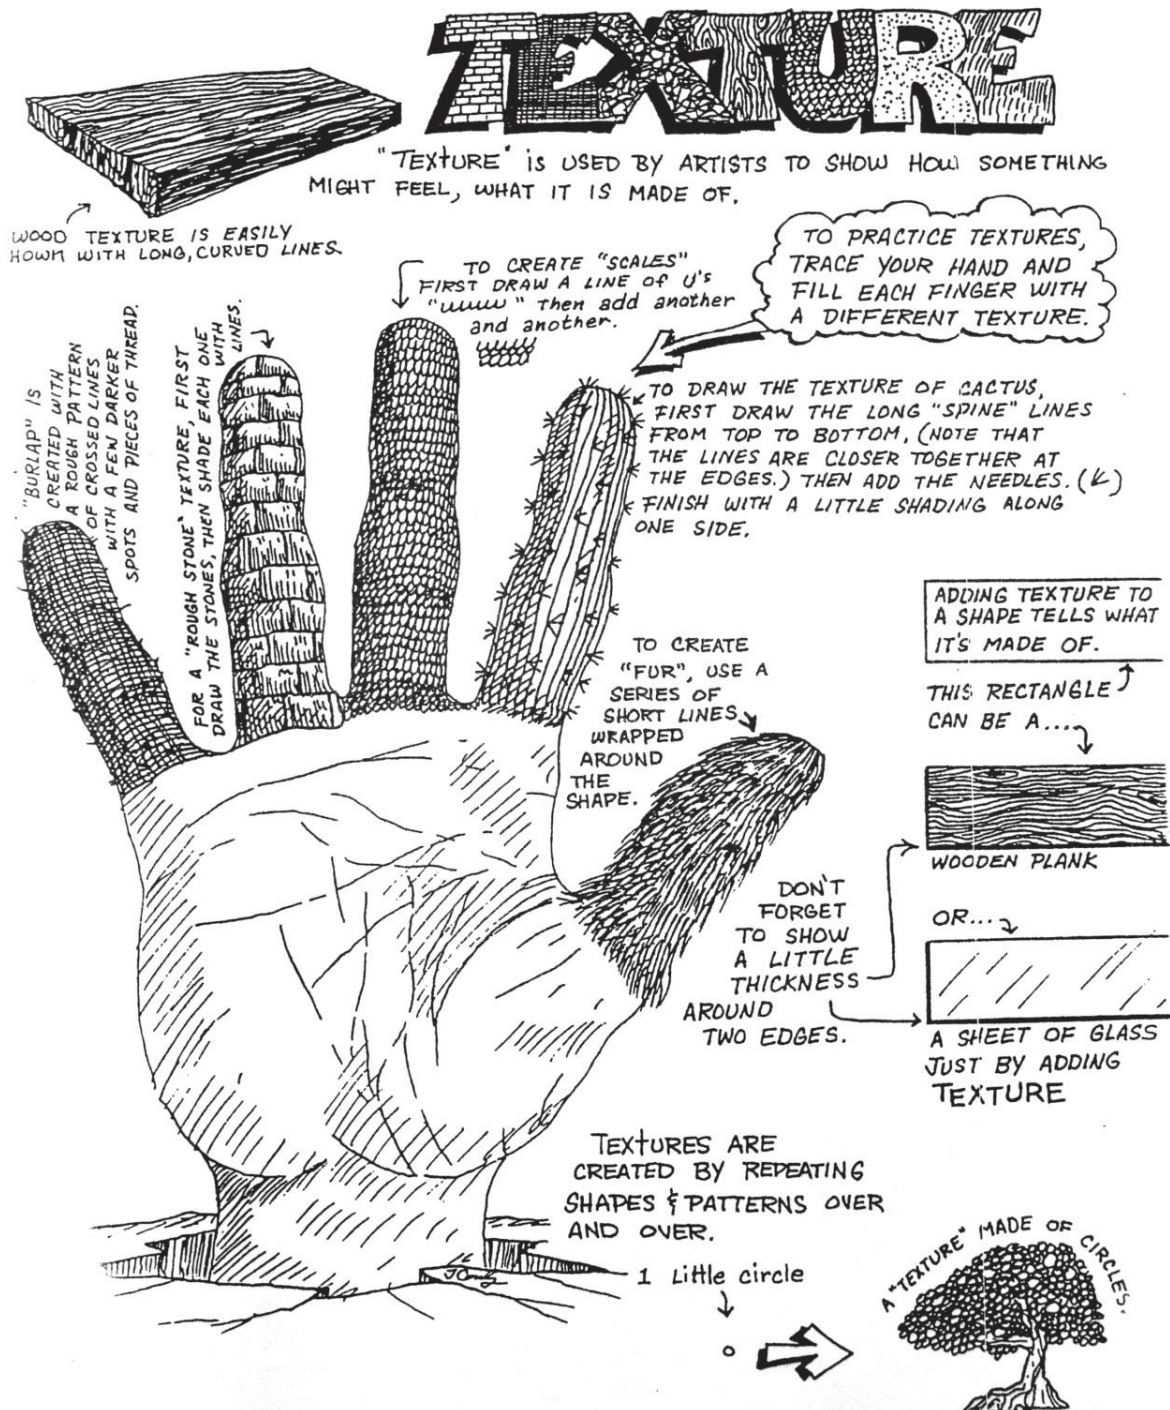 TEXTURE
"TEXTURE" IS USED BY ARTISTS TO SHOW HOW SOMETHING
MIGHT FEEL, WHAT IT IS MADE OF.
WOOD TEXTURE IS EASILY
HOWN WITH LONG, CURVED LINES.
TO PRACTICE TEXTURES,
TRACE YOUR HAND AND
FILL EACH FINGER WITH
A DIFFERENT TEXTURE.
TO CREATE "SCALES"
FIRST DRAW A LINE OF U's
"uuuuu" Then add another
and another.
"BURLAP" IS
CREATED WITH
A ROUGH PATTERN
OF CROSSED LINES
WITH A FEW DARKER
SPOTS AND PIECES OF THREAD.
FOR A "ROUGH STONE" TEXTURE, FIRST
DRAW THE STONES, THEN SHADE EACH ONE
WITH
LINES.
TO DRAW THE TEXTURE OF CACTUS,
FIRST DRAW THE LONG "SPINE" LINES
FROM TOP TO BOTTOM, (NOTE THAT
THE LINES ARE CLOSER TOGETHER AT
THE EDGES.) THEN ADD THE NEEDLES. ( )
FINISH WITH A LITTLE SHADING ALONG
ONE SIDE.
TO CREATE
"FUR", USE A
SERIES OF
SHORT LINES
WRAPPED
AROUND
THE
SHAPE.
ADDING TEXTURE TO
A SHAPE TELLS WHAT
IT'S MADE OF.
THIS RECTANGLE
CAN BE A....
WOODEN PLANK
OR...
DON'T
FORGET
TO SHOW
A LITTLE
THICKNESS
AROUND
TWO EDGES.
A SHEET OF GLASS
JUST BY ADDING
TEXTURE
TEXTURES ARE
CREATED BY REPEATING
SHAPES & PATTERNS OVER
AND OVER.
1 Little circle
A "TEXTURE" MADE OF CIRCLES.